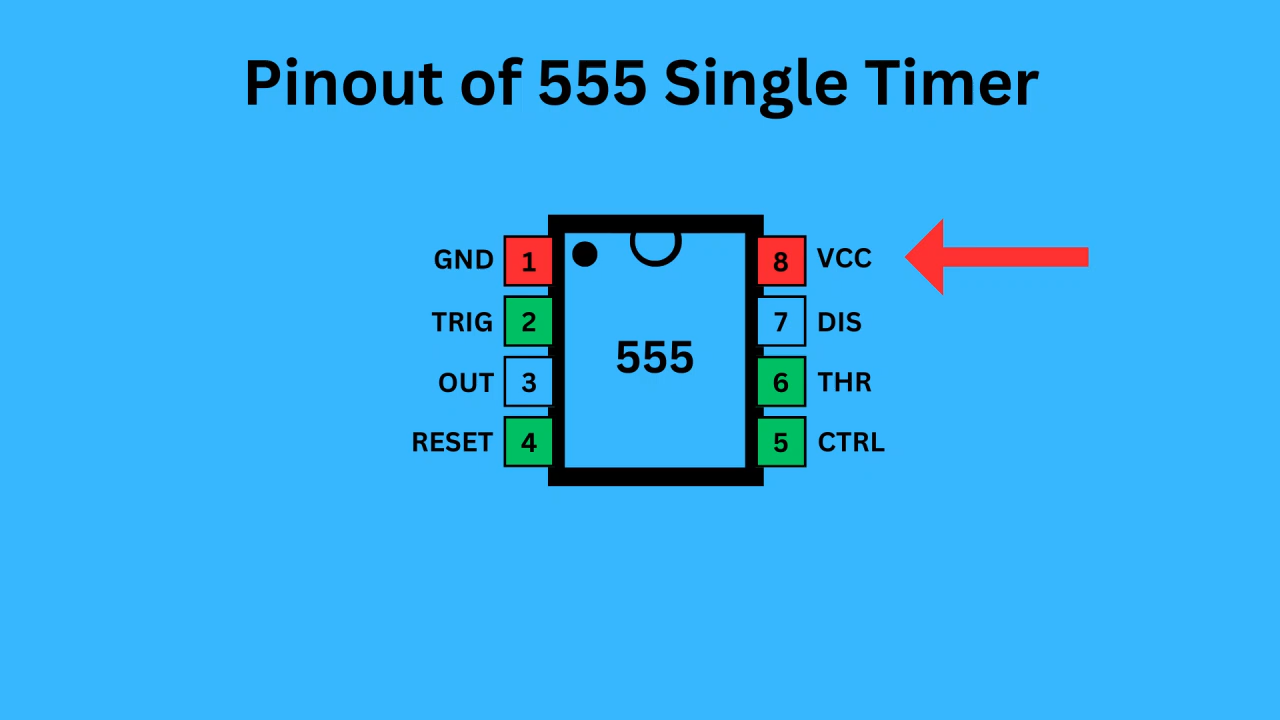 Pinout of 555 Single Timer
GND 1 8 VCC
TRIG 2 7 DIS
555
OUT 3 6 THR
RESET 4 5 CTRL